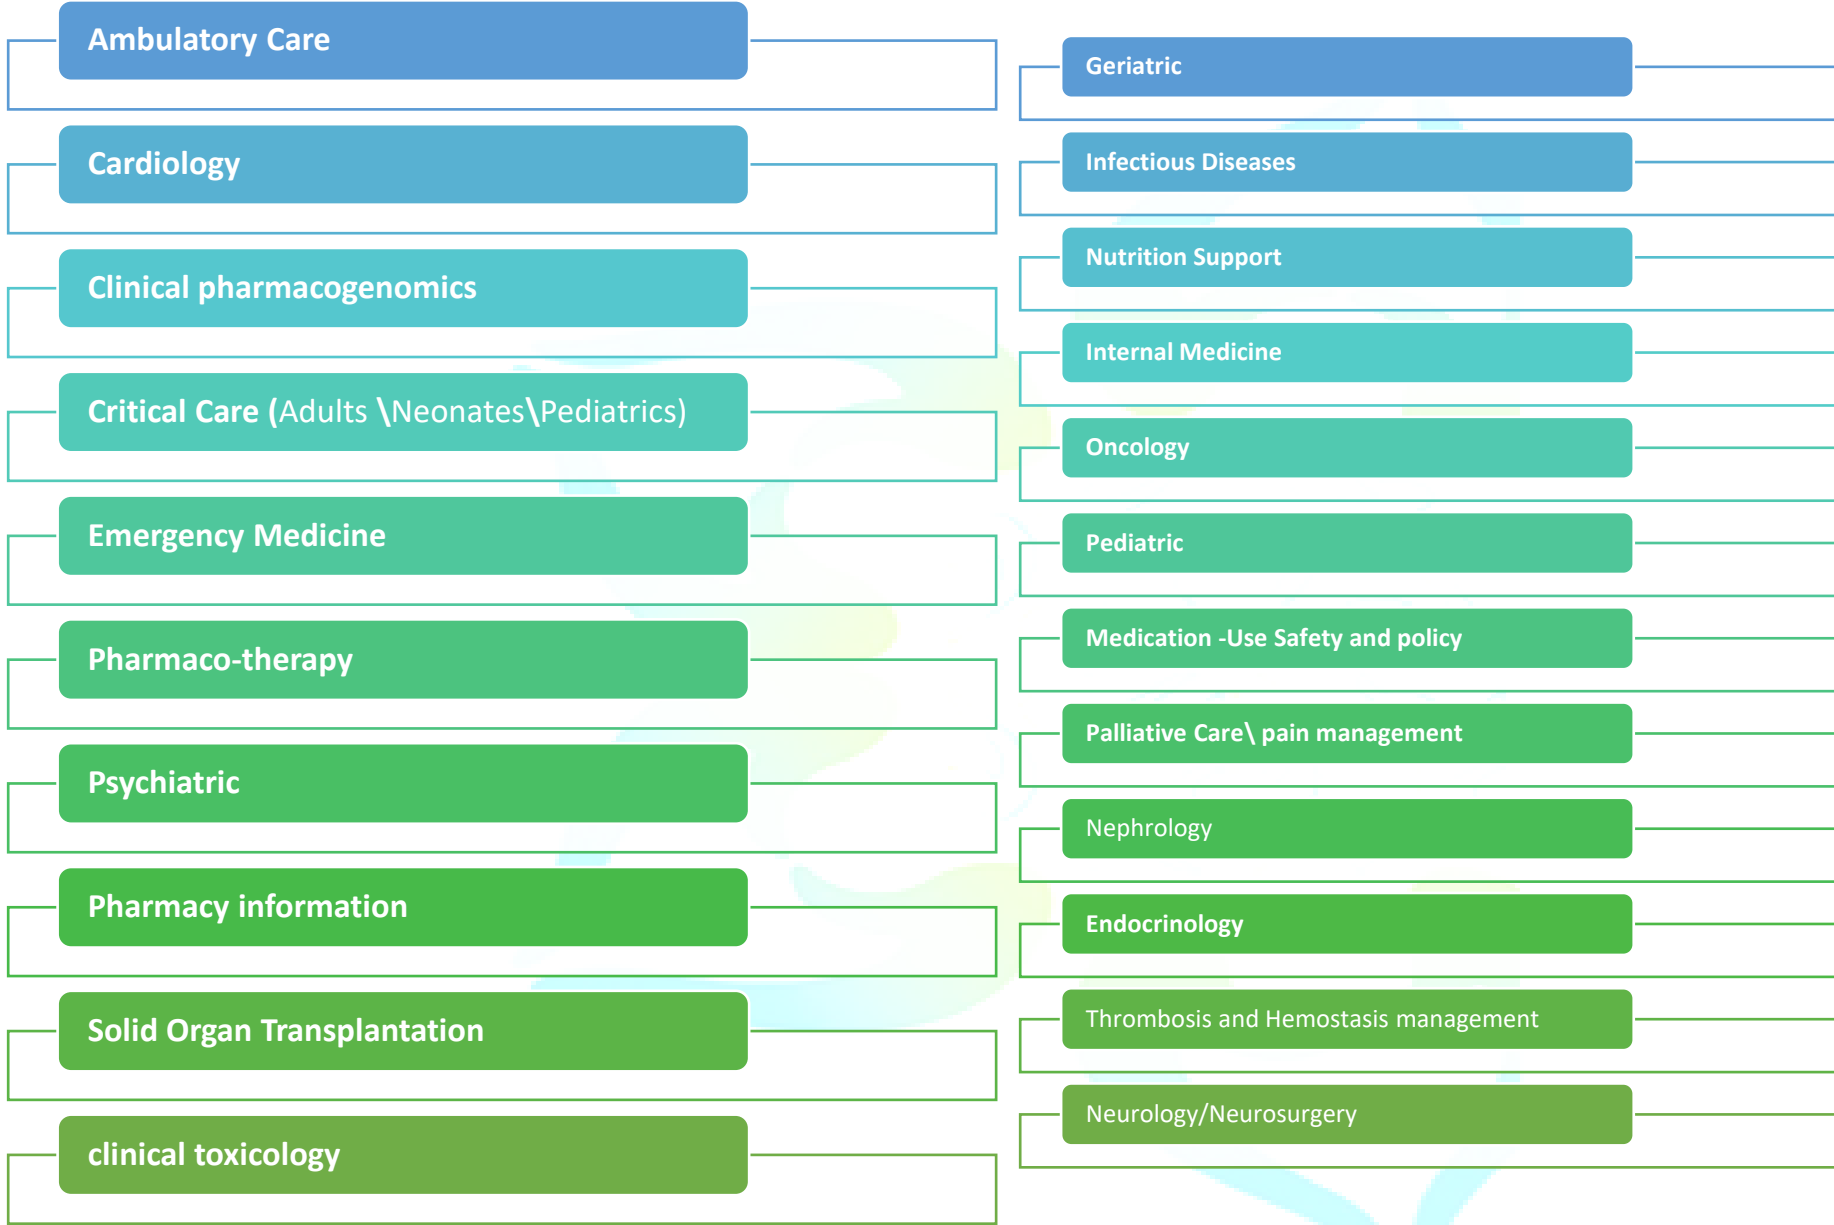 Ambulatory Care
Cardiology
Clinical pharmacogenomics
Critical Care (Adults \Neonates\Pediatrics)
Emergency Medicine
Pharmaco-therapy
Psychiatric
Pharmacy information
Solid Organ Transplantation
clinical toxicology
Geriatric
Infectious Diseases
Nutrition Support
Internal Medicine
Oncology
Pediatric
Medication -Use Safety and policy
Palliative Care\ pain management
Nephrology
Endocrinology
Thrombosis and Hemostasis management
Neurology/Neurosurgery